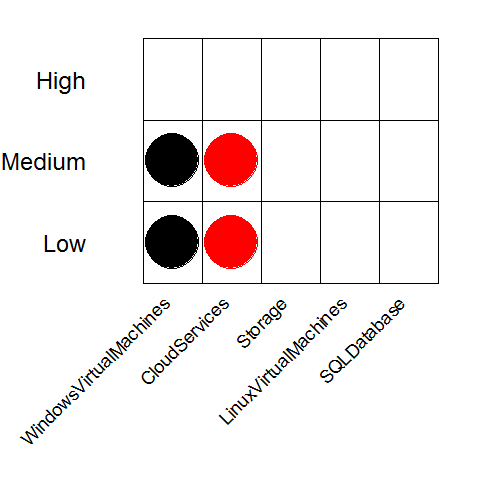 High
Medium
Low
WindowsVirtualMachines
CloudServices
Storage
LinuxVirtualMachines
SQLDatabase